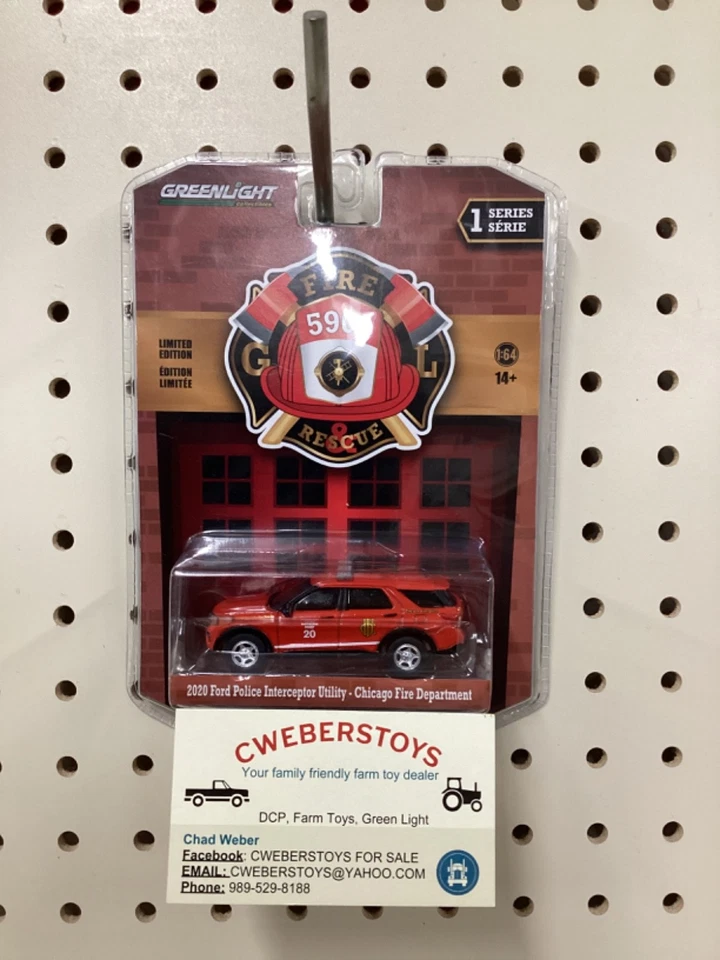 GREENLIGHT
1 SERIES
SÉRIE
FIRE
590
G L
LIMITED
EDITION
ÉDITION
LIMITÉE
1:64
14+
&
RESCUE
20
2020 Ford Police Interceptor Utility - Chicago Fire Department
CWEBERSTOYS
Your family friendly farm toy dealer
DCP, Farm Toys, Green Light
Chad Weber
Facebook: CWEBERSTOYS FOR SALE
EMAIL: CWEBERSTOYS@YAHOO.COM
Phone: 989-529-8188